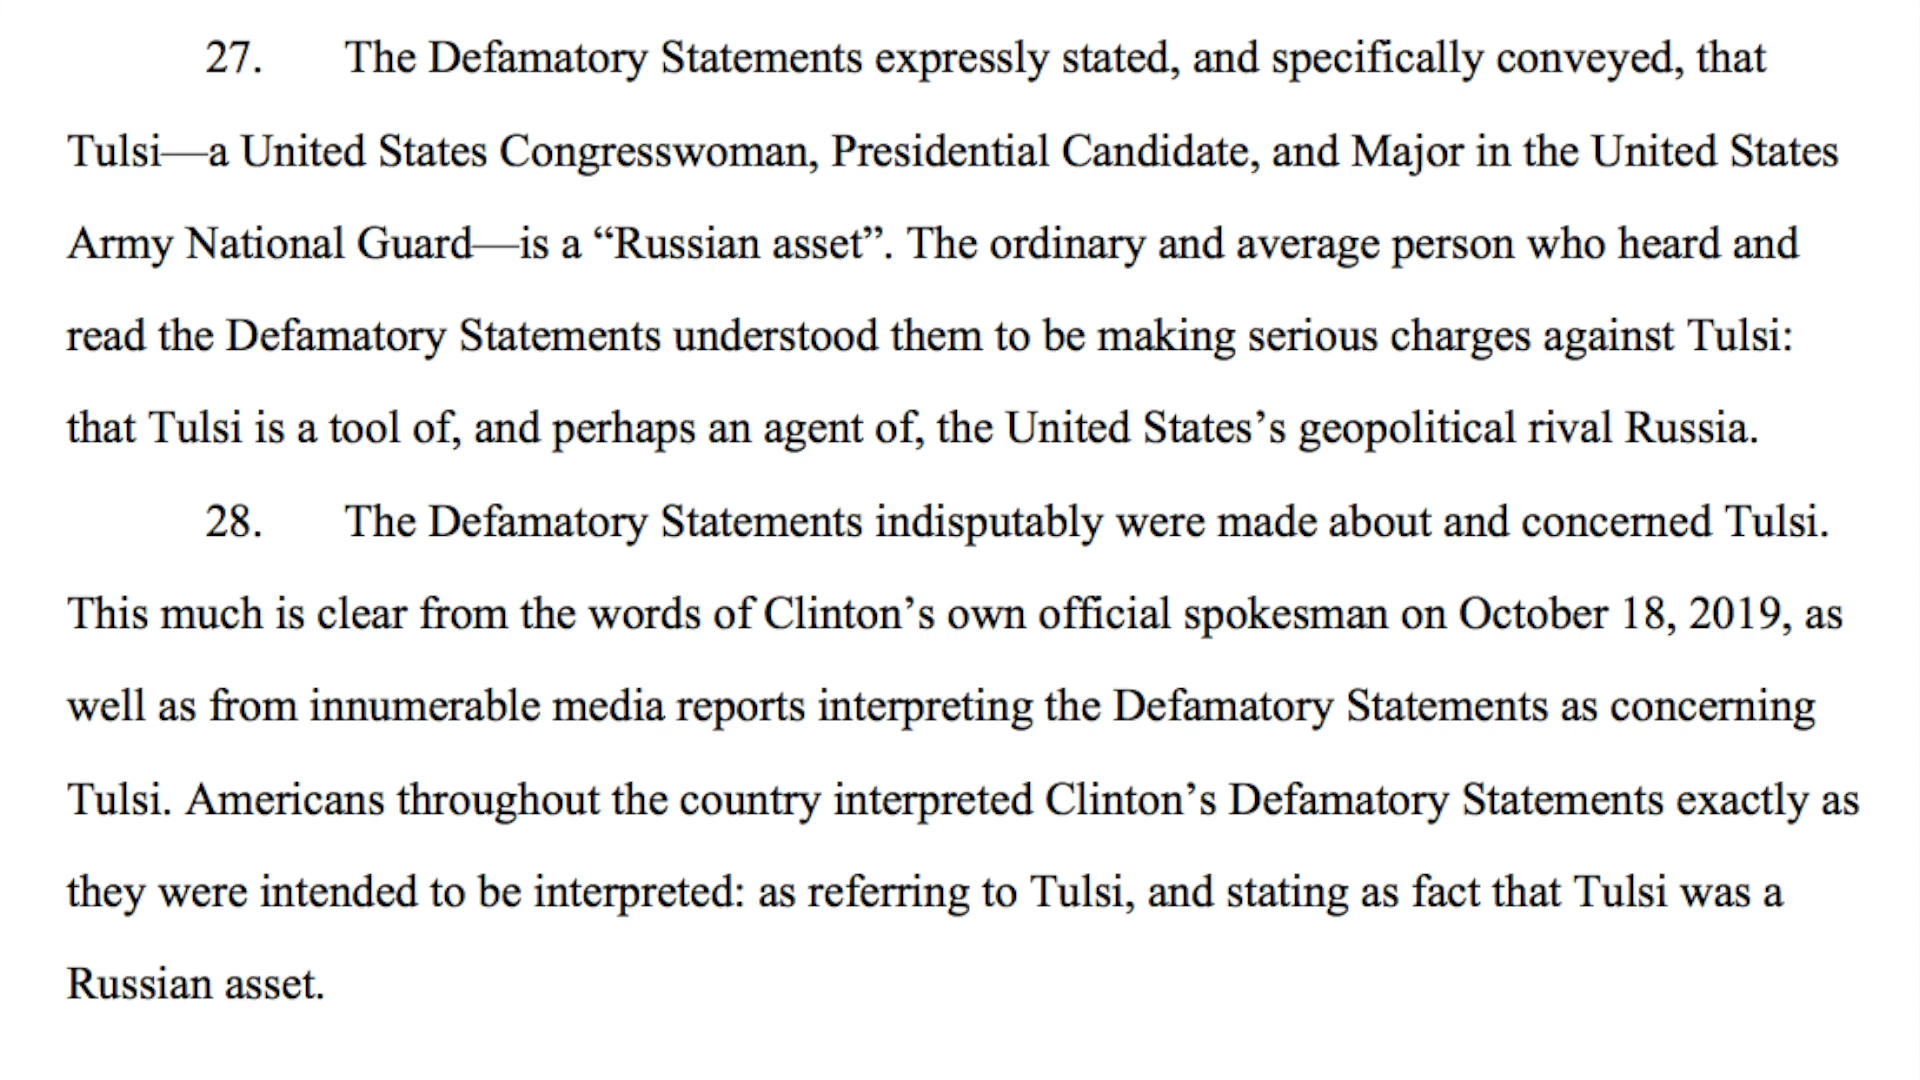 27. The Defamatory Statements expressly stated, and specifically conveyed, that
Tulsi—a United States Congresswoman, Presidential Candidate, and Major in the United States
Army National Guard—is a “Russian asset”. The ordinary and average person who heard and
read the Defamatory Statements understood them to be making serious charges against Tulsi:
that Tulsi is a tool of, and perhaps an agent of, the United States’s geopolitical rival Russia.
28. The Defamatory Statements indisputably were made about and concerned Tulsi.
This much is clear from the words of Clinton’s own official spokesman on October 18, 2019, as
well as from innumerable media reports interpreting the Defamatory Statements as concerning
Tulsi. Americans throughout the country interpreted Clinton’s Defamatory Statements exactly as
they were intended to be interpreted: as referring to Tulsi, and stating as fact that Tulsi was a
Russian asset.